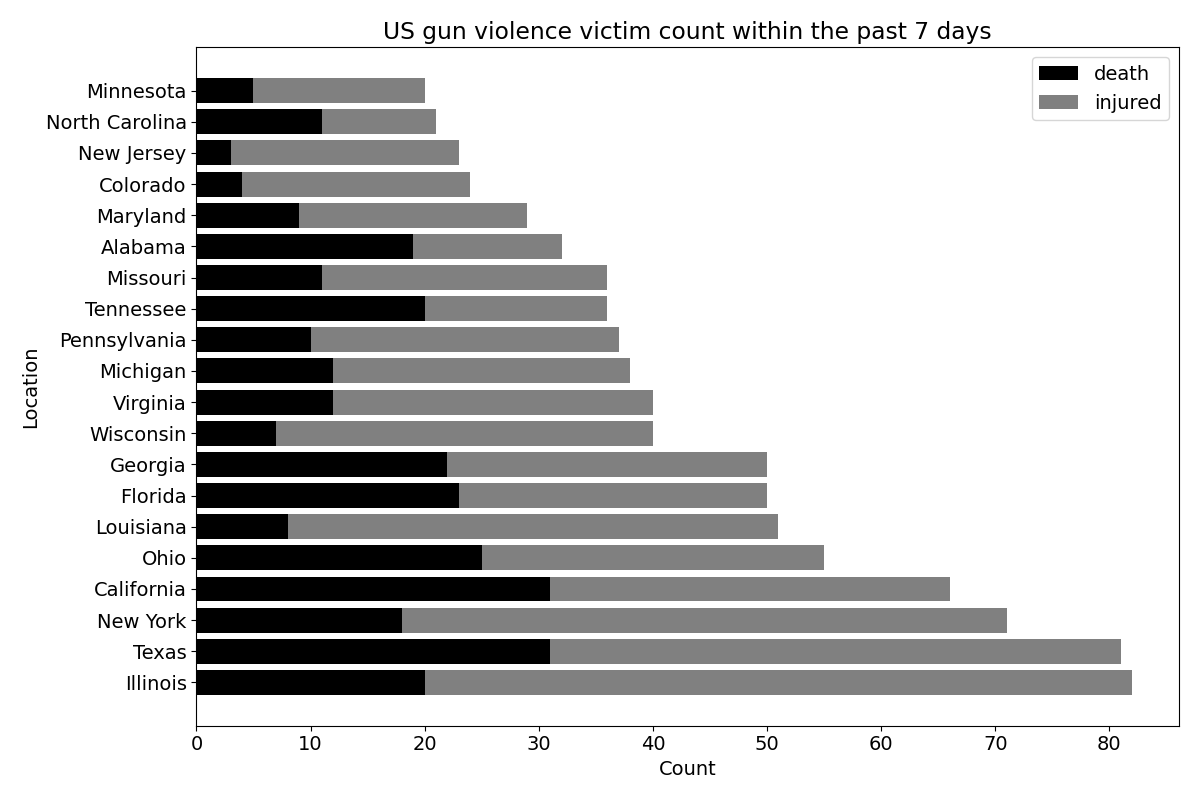 US gun violence victim count within the past 7 days
death
injured
Minnesota
North Carolina
New Jersey
Colorado
Maryland
Alabama
Missouri
Tennessee
Pennsylvania
Michigan
Virginia
Wisconsin
Georgia
Florida
Louisiana
Ohio
California
New York
Texas
Illinois
Location
0 10 20 30 40 50 60 70 80
Count